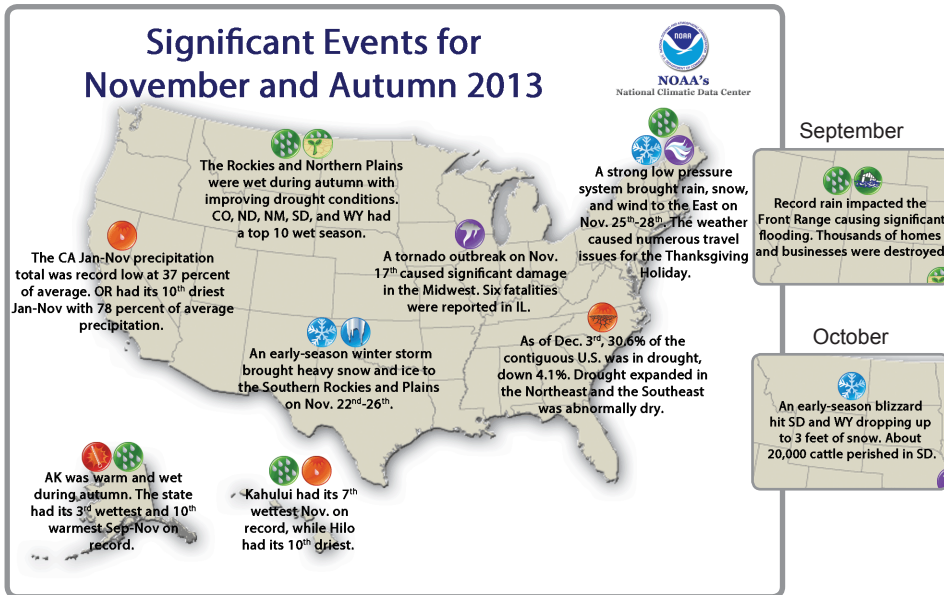 Significant Events for
November and Autumn 2013
NOAA
NOAA's
National Climatic Data Center
The Rockies and Northern Plains
were wet during autumn with
improving drought conditions.
CO, ND, NM, SD, and WY had
a top 10 wet season.
A strong low pressure
system brought rain, snow,
and wind to the East on
Nov. 25th-28th. The weather
caused numerous travel
issues for the Thanksgiving
Holiday.
The CA Jan-Nov precipitation
total was record low at 37 percent
of average. OR had its 10th driest
Jan-Nov with 78 percent of average
precipitation.
A tornado outbreak on Nov.
17th caused significant damage
in the Midwest. Six fatalities
were reported in IL.
An early-season winter storm
brought heavy snow and ice to
the Southern Rockies and Plains
on Nov. 22nd-26th.
As of Dec. 3rd, 30.6% of the
contiguous U.S. was in drought,
down 4.1%. Drought expanded in
the Northeast and the Southeast
was abnormally dry.
AK was warm and wet
during autumn. The state
had its 3rd wettest and 10th
warmest Sep-Nov on
record.
Kahului had its 7th
wettest Nov. on
record, while Hilo
had its 10th driest.
September
Record rain impacted the
Front Range causing significant
flooding. Thousands of homes
and businesses were destroyed
October
An early-season blizzard
hit SD and WY dropping up
to 3 feet of snow. About
20,000 cattle perished in SD.